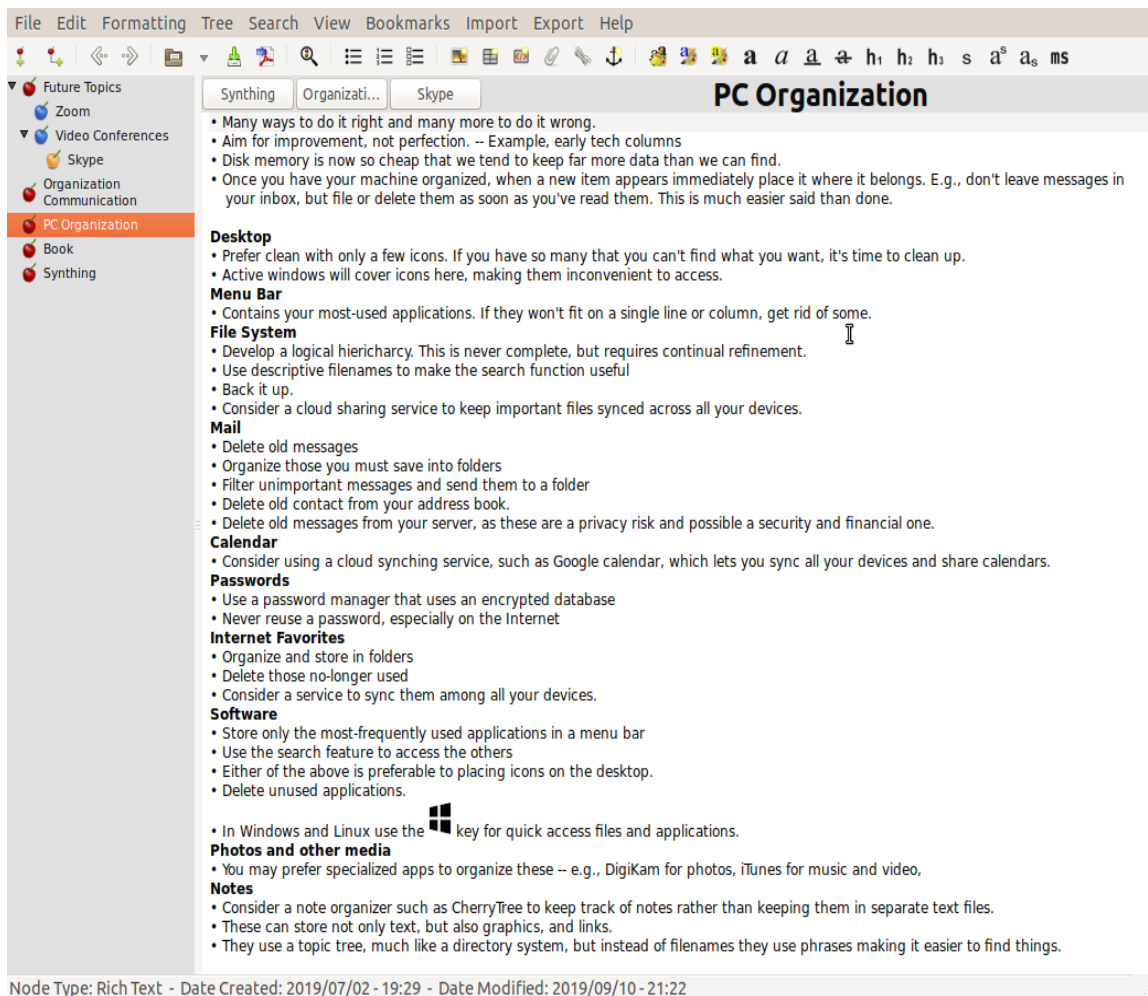 File Edit Formatting Tree Search View Bookmarks Import Export Help
a a a a h1 h2 h3 s aˢ aₛ ms
Future Topics
Zoom
Video Conferences
Skype
Organization
Communication
PC Organization
Book
Synthing
Synthing Organizati... Skype PC Organization
• Many ways to do it right and many more to do it wrong.
• Aim for improvement, not perfection. -- Example, early tech columns
• Disk memory is now so cheap that we tend to keep far more data than we can find.
• Once you have your machine organized, when a new item appears immediately place it where it belongs. E.g., don't leave messages in
your inbox, but file or delete them as soon as you've read them. This is much easier said than done.
Desktop
• Prefer clean with only a few icons. If you have so many that you can't find what you want, it's time to clean up.
• Active windows will cover icons here, making them inconvenient to access.
Menu Bar
• Contains your most-used applications. If they won't fit on a single line or column, get rid of some.
File System
• Develop a logical hiericharcy. This is never complete, but requires continual refinement.
• Use descriptive filenames to make the search function useful
• Back it up.
• Consider a cloud sharing service to keep important files synced across all your devices.
Mail
• Delete old messages
• Organize those you must save into folders
• Filter unimportant messages and send them to a folder
• Delete old contact from your address book.
• Delete old messages from your server, as these are a privacy risk and possible a security and financial one.
Calendar
• Consider using a cloud synching service, such as Google calendar, which lets you sync all your devices and share calendars.
Passwords
• Use a password manager that uses an encrypted database
• Never reuse a password, especially on the Internet
Internet Favorites
• Organize and store in folders
• Delete those no-longer used
• Consider a service to sync them among all your devices.
Software
• Store only the most-frequently used applications in a menu bar
• Use the search feature to access the others
• Either of the above is preferable to placing icons on the desktop.
• Delete unused applications.
• In Windows and Linux use the key for quick access files and applications.
Photos and other media
• You may prefer specialized apps to organize these -- e.g., DigiKam for photos, iTunes for music and video,
Notes
• Consider a note organizer such as CherryTree to keep track of notes rather than keeping them in separate text files.
• These can store not only text, but also graphics, and links.
• They use a topic tree, much like a directory system, but instead of filenames they use phrases making it easier to find things.
Node Type: Rich Text - Date Created: 2019/07/02 - 19:29 - Date Modified: 2019/09/10 - 21:22